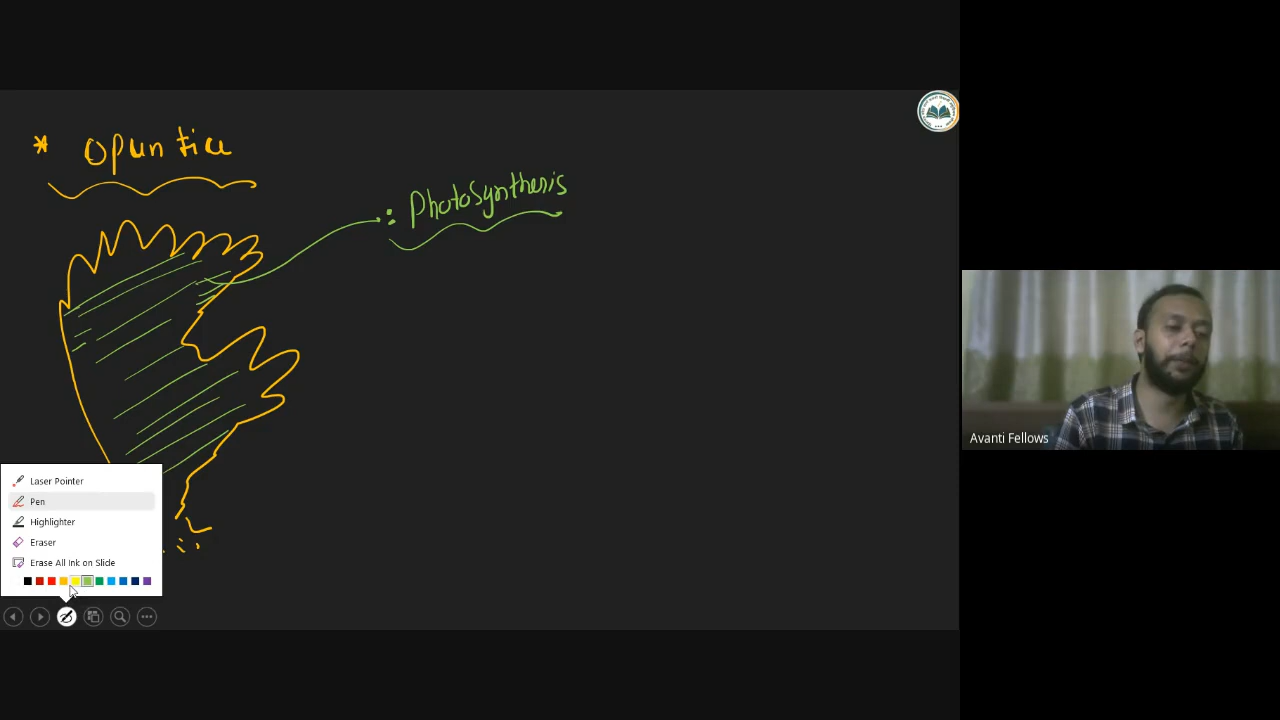 * Opuntia
: Photosynthesis
Avanti Fellows
Laser Pointer
Pen
Highlighter
Eraser
Erase All Ink on Slide